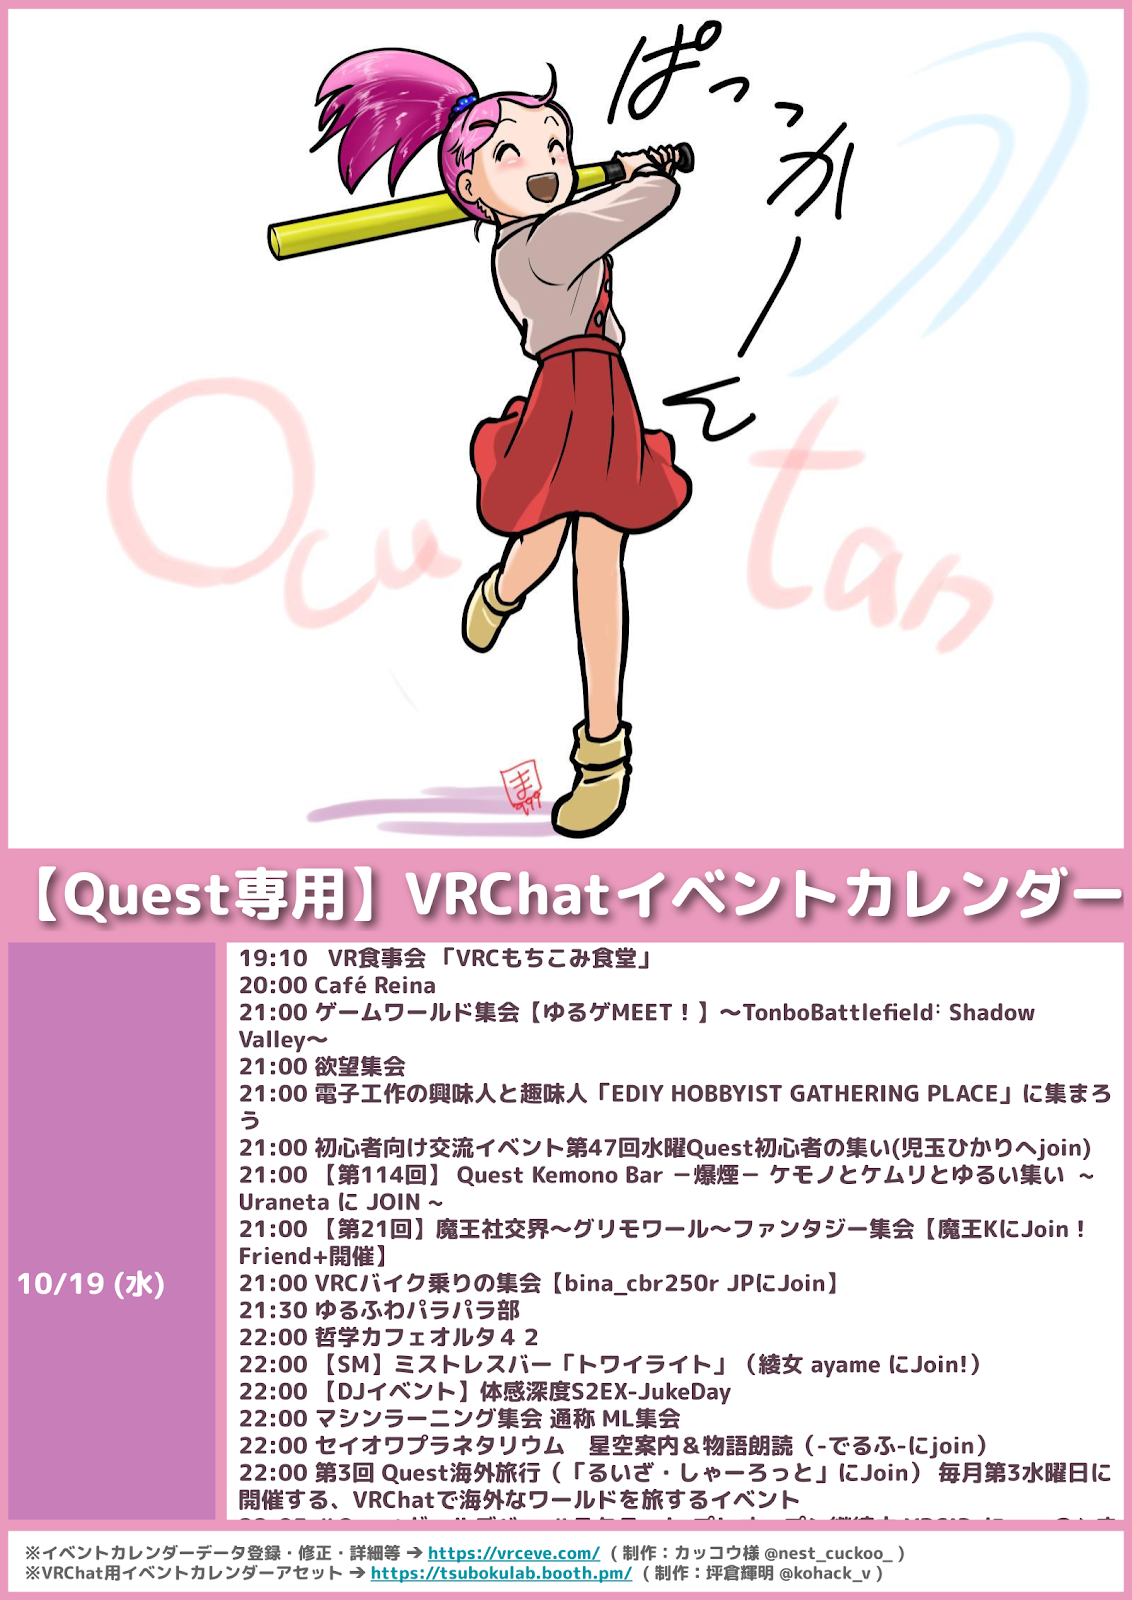 ぱっっかーーん
Ocu tan
ま
999
【Quest専用】VRChatイベントカレンダー
10/19 (水)
19:10　VR食事会 「VRCもちこみ食堂」
20:00 Café Reina
21:00 ゲームワールド集会【ゆるゲMEET！】～TonboBattlefield: Shadow
Valley～
21:00 欲望集会
21:00 電子工作の興味人と趣味人「EDIY HOBBYIST GATHERING PLACE」に集まろ
う
21:00 初心者向け交流イベント第47回水曜Quest初心者の集い(児玉ひかりへjoin)
21:00 【第114回】 Quest Kemono Bar －爆煙－ ケモノとケムリとゆるい集い ～
Uraneta に JOIN ～
21:00 【第21回】魔王社交界～グリモワール～ファンタジー集会【魔王KにJoin！
Friend+開催】
21:00 VRCバイク乗りの集会【bina_cbr250r JPにJoin】
21:30 ゆるふわパラパラ部
22:00 哲学カフェオルタ４２
22:00 【SM】ミストレスバー「トワイライト」（綾女 ayame にJoin!）
22:00 【DJイベント】体感深度S2EX-JukeDay
22:00 マシンラーニング集会 通称 ML集会
22:00 セイオワプラネタリウム　星空案内＆物語朗読（-でるふ-にjoin）
22:00 第3回 Quest海外旅行（「るいざ・しゃーろっと」にJoin） 毎月第3水曜日に
開催する、VRChatで海外なワールドを旅するイベント
※イベントカレンダーデータ登録・修正・詳細等 ➔ https://vrceve.com/ （制作：カッコウ様 @nest_cuckoo_ ）
※VRChat用イベントカレンダーアセット ➔ https://tsubokulab.booth.pm/ （制作：坪倉輝明 @kohack_v ）